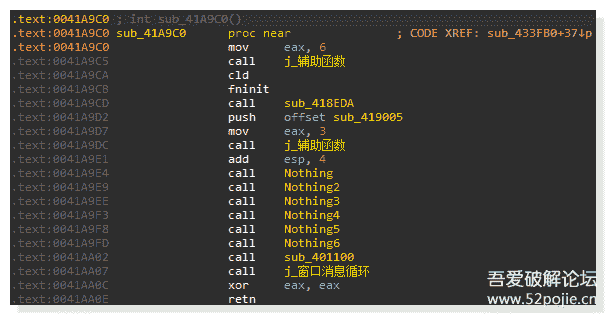 .text:0041A9C0 ; int sub_41A9C0()
.text:0041A9C0 sub_41A9C0 proc near ; CODE XREF: sub_433FB0+37↓p
.text:0041A9C0 mov eax, 6
.text:0041A9C5 call j_辅助函数
.text:0041A9CA cld
.text:0041A9CB fninit
.text:0041A9CD call sub_418EDA
.text:0041A9D2 push offset sub_419005
.text:0041A9D7 mov eax, 3
.text:0041A9DC call j_辅助函数
.text:0041A9E1 add esp, 4
.text:0041A9E4 call Nothing
.text:0041A9E9 call Nothing2
.text:0041A9EE call Nothing3
.text:0041A9F3 call Nothing4
.text:0041A9F8 call Nothing5
.text:0041A9FD call Nothing6
.text:0041AA02 call sub_401100
.text:0041AA07 call j_窗口消息循环
.text:0041AA0C xor eax, eax
.text:0041AA0E retn
吾爱破解论坛
www.52pojie.cn